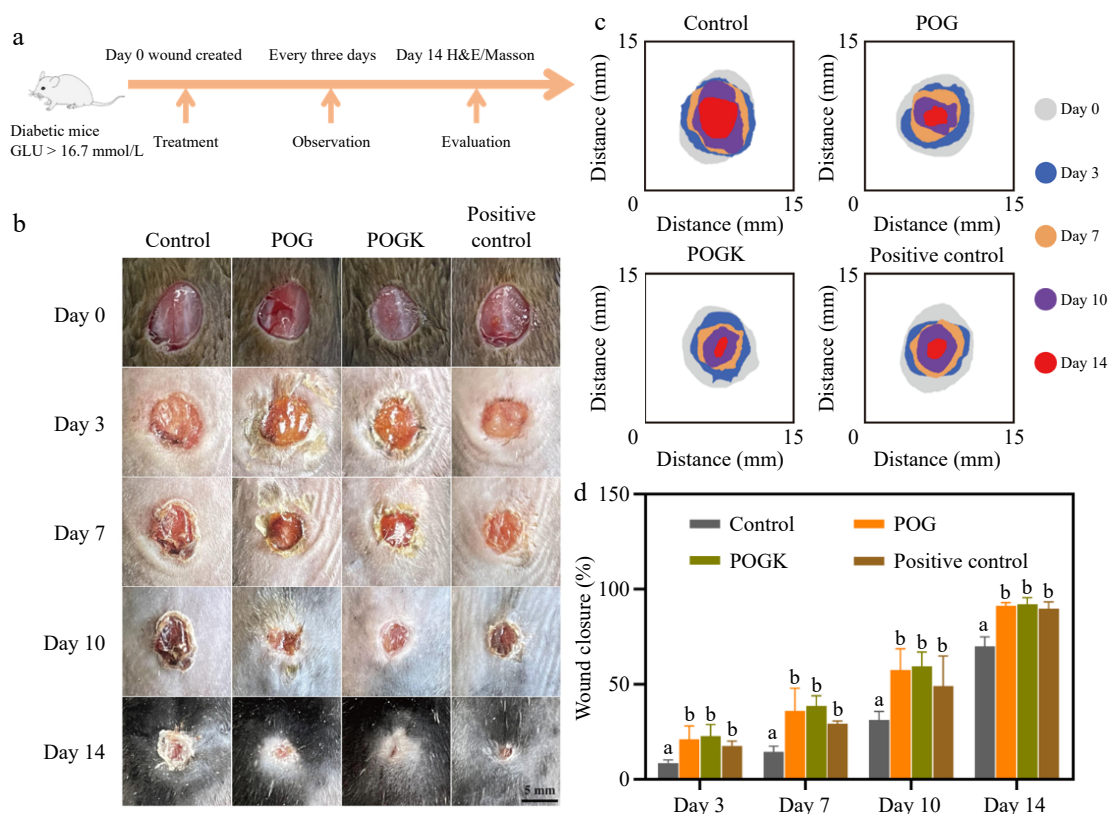 a
Day 0 wound created
Every three days
Day 14 H&E/Masson
Diabetic mice
GLU > 16.7 mmol/L
Treatment
Observation
Evaluation
b
Control
POG
POGK
Positive
control
Day 0
Day 3
Day 7
Day 10
Day 14
5 mm
c
Control
POG
15
15
Distance (mm)
Distance (mm)
0
15
0
15
Distance (mm)
Distance (mm)
POGK
Positive control
15
15
Distance (mm)
Distance (mm)
0
15
0
15
Distance (mm)
Distance (mm)
Day 0
Day 3
Day 7
Day 10
Day 14
d
150
100
50
0
Wound closure (%)
Control
POG
POGK
Positive control
a b b b
a b b b
a b b b
a b b b
Day 3
Day 7
Day 10
Day 14